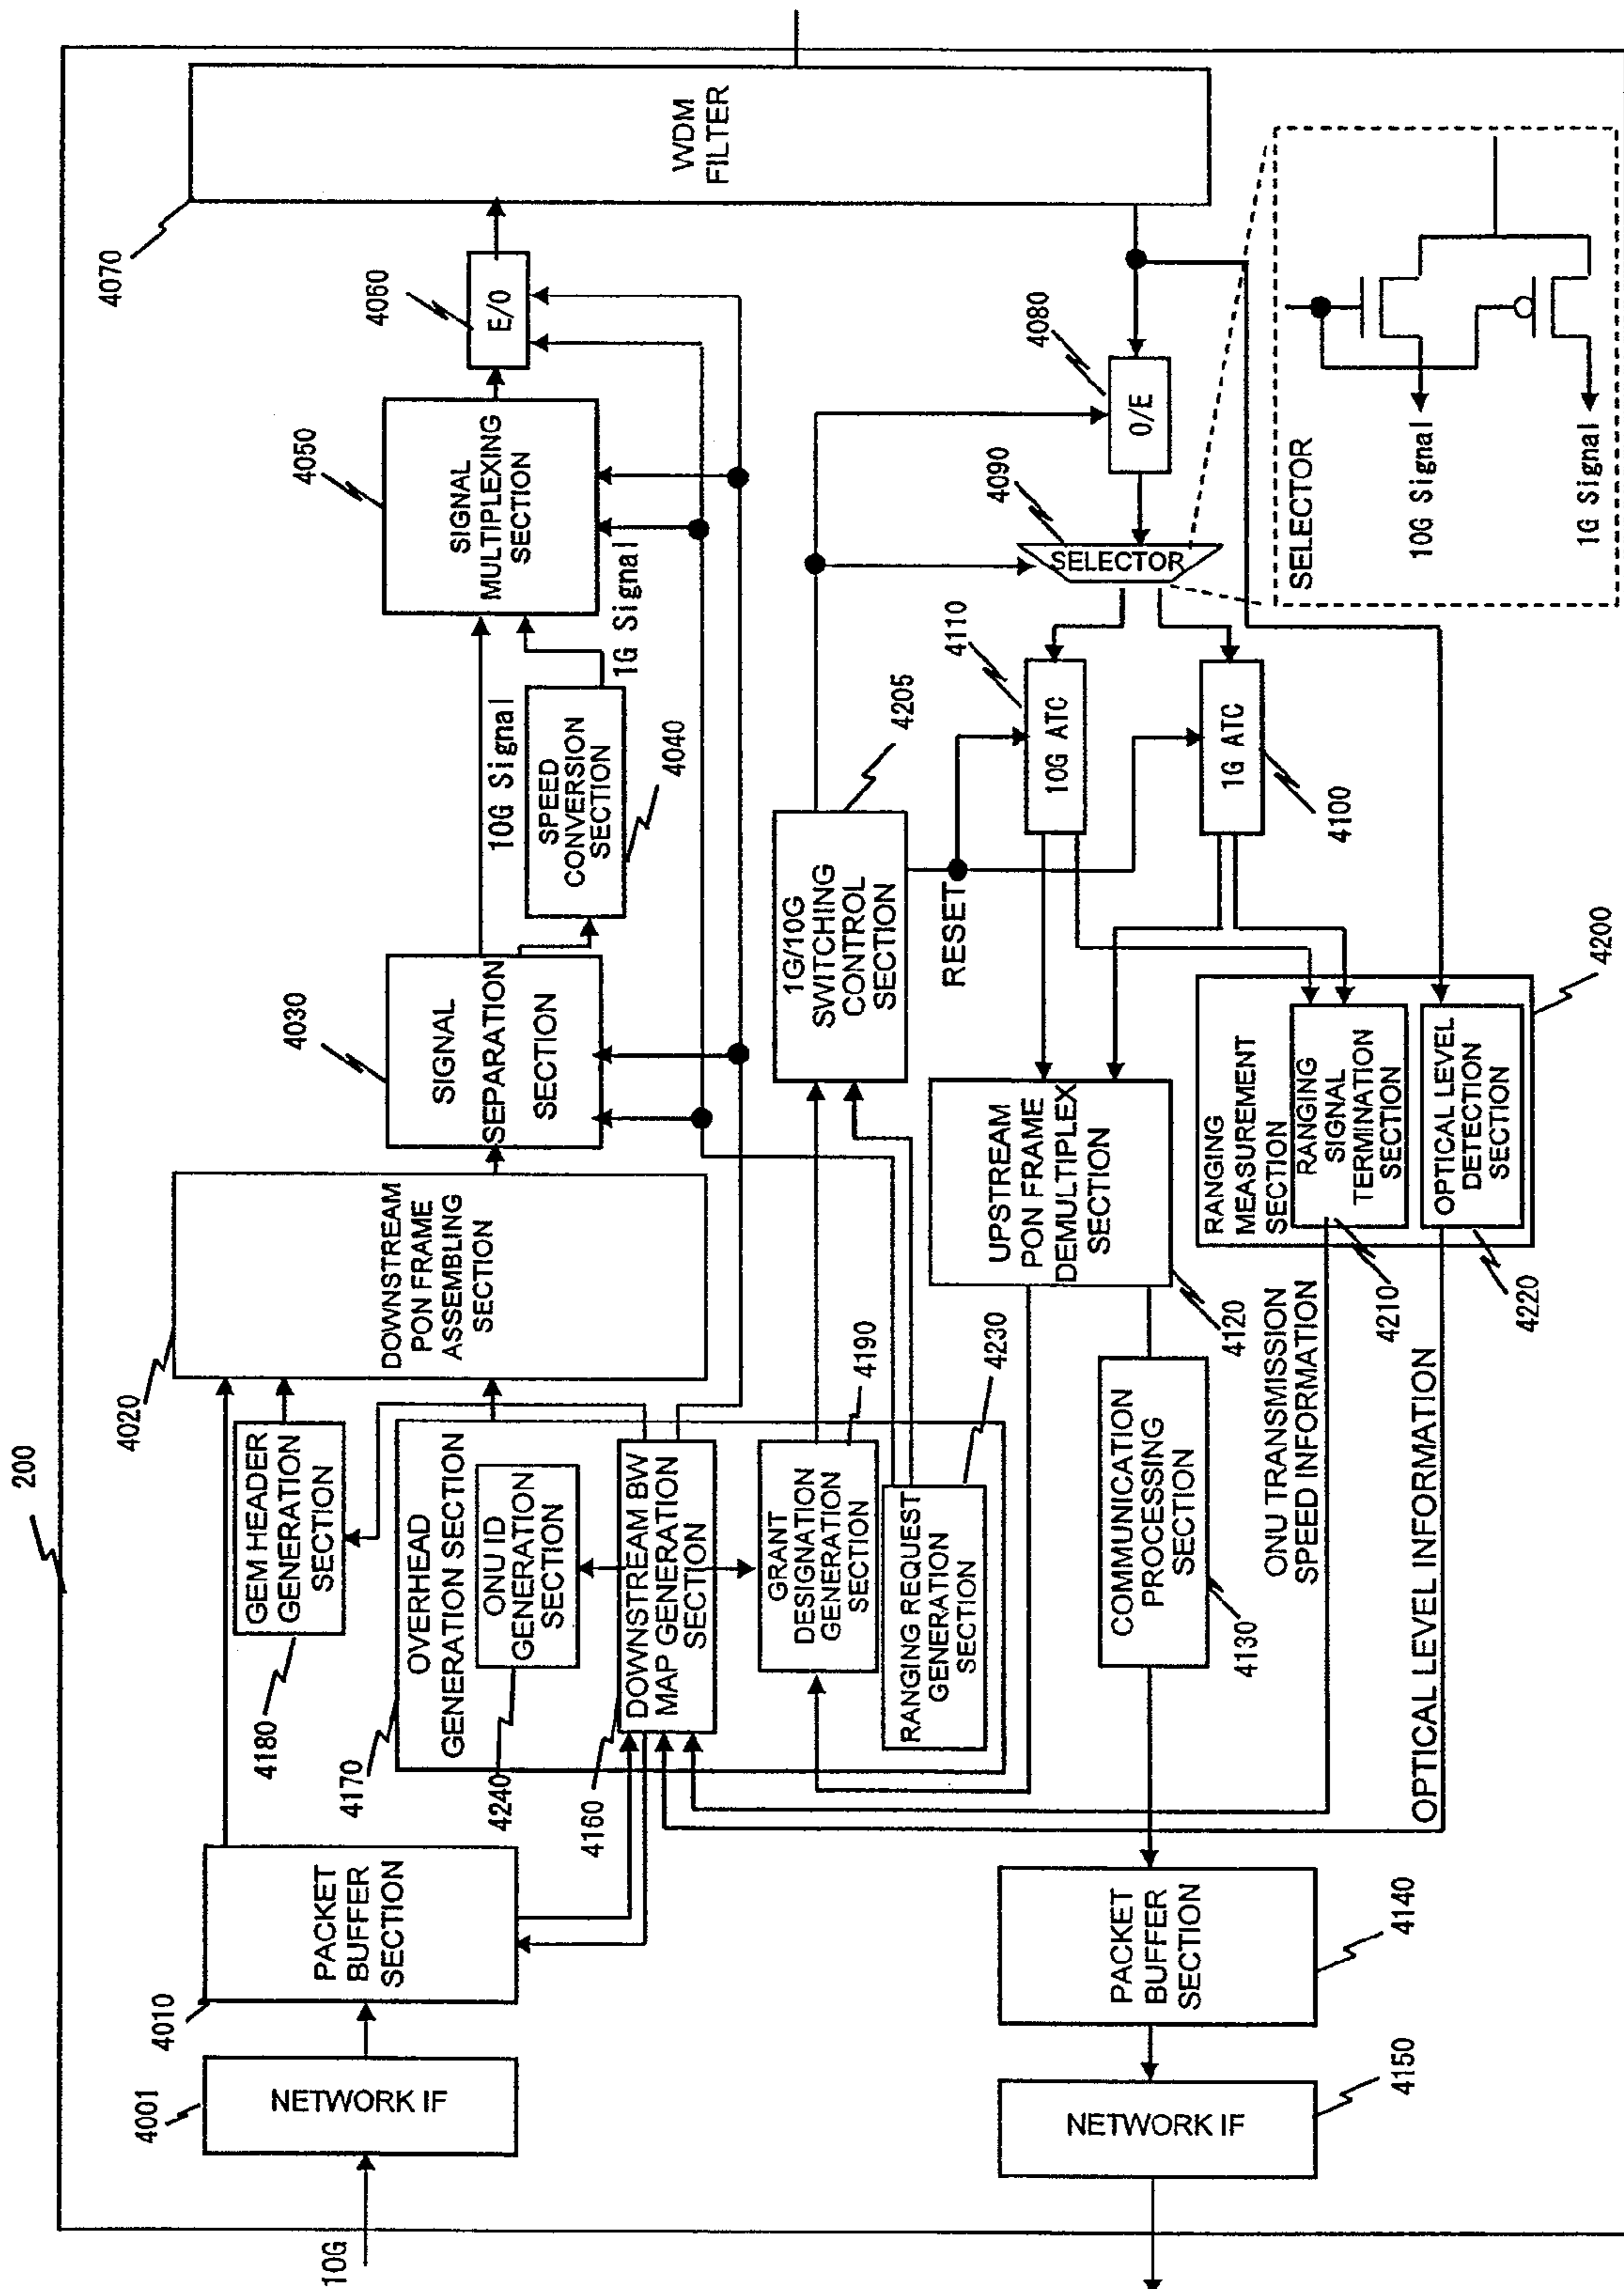 200
10G
4001
NETWORK IF
4010
PACKET
BUFFER
SECTION
4180
GEM HEADER
GENERATION
SECTION
4020
DOWNSTREAM
PON FRAME
ASSEMBLING
SECTION
4030
SIGNAL
SEPARATION
SECTION
10G Signal
SPEED
CONVERSION
SECTION
4040
1G Signal
4050
SIGNAL
MULTIPLEXING
SECTION
4060
E/O
4070
WDM
FILTER
4170
OVERHEAD
GENERATION SECTION
4240
ONU ID
GENERATION
SECTION
4160
DOWNSTREAM BW
MAP GENERATION
SECTION
GRANT
DESIGNATION
GENERATION
SECTION
4190
RANGING REQUEST
GENERATION
SECTION
4230
1G/10G
SWITCHING
CONTROL
SECTION
4205
RESET
4080
O/E
4090
SELECTOR
4110
10G ATC
1G ATC
4100
UPSTREAM
PON FRAME
DEMULTIPLEX
SECTION
4120
COMMUNICATION
PROCESSING
SECTION
4130
RANGING
MEASUREMENT
SECTION
4200
RANGING
SIGNAL
TERMINATION
SECTION
4210
OPTICAL LEVEL
DETECTION
SECTION
4220
ONU TRANSMISSION
SPEED INFORMATION
OPTICAL LEVEL INFORMATION
PACKET
BUFFER
SECTION
4140
NETWORK IF
4150
SELECTOR
10G Signal
1G Signal